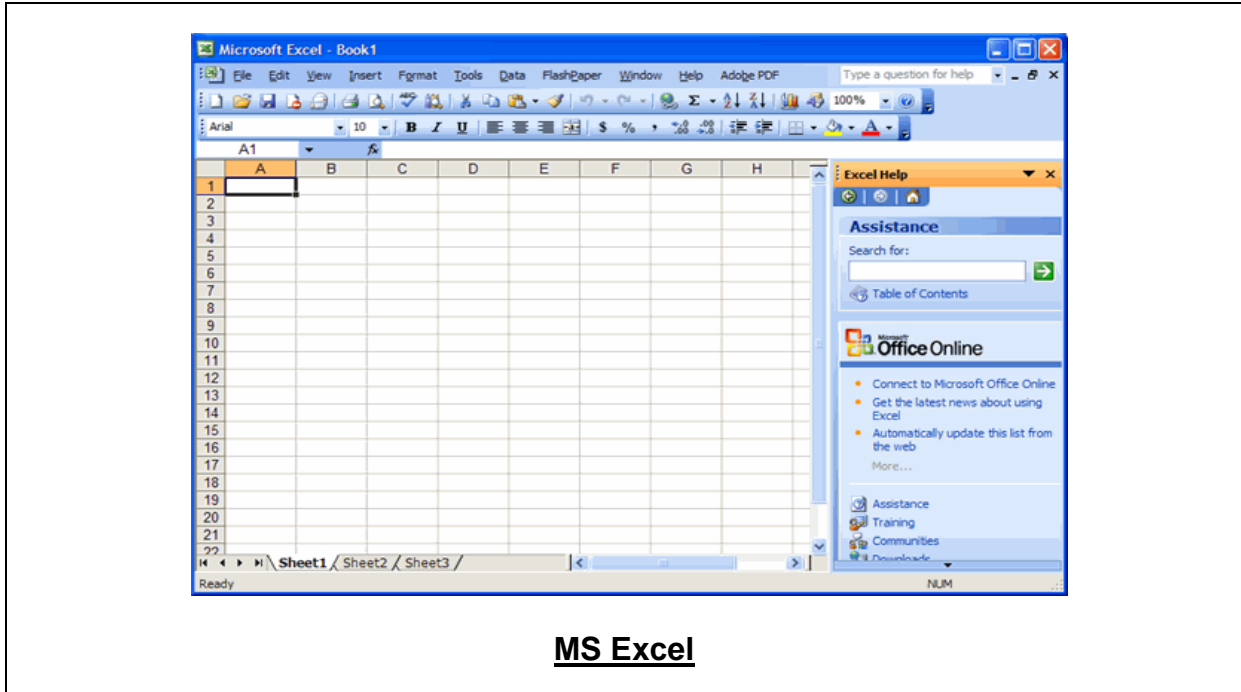 Microsoft Excel - Book1
File Edit View Insert Format Tools Data FlashPaper Window Help Adobe PDF Type a question for help
100%
Arial 10 B I U $ % , A
A1 fx
A B C D E F G H
Excel Help
1
2
3
4
5
6
7
8
9
10
11
12
13
14
15
16
17
18
19
20
21
22
Assistance
Search for:
Table of Contents
Microsoft
Office Online
Connect to Microsoft Office Online
Get the latest news about using
Excel
Automatically update this list from
the web
More...
Assistance
Training
Communities
Downloads
Sheet1 Sheet2 Sheet3
Ready NUM
MS Excel